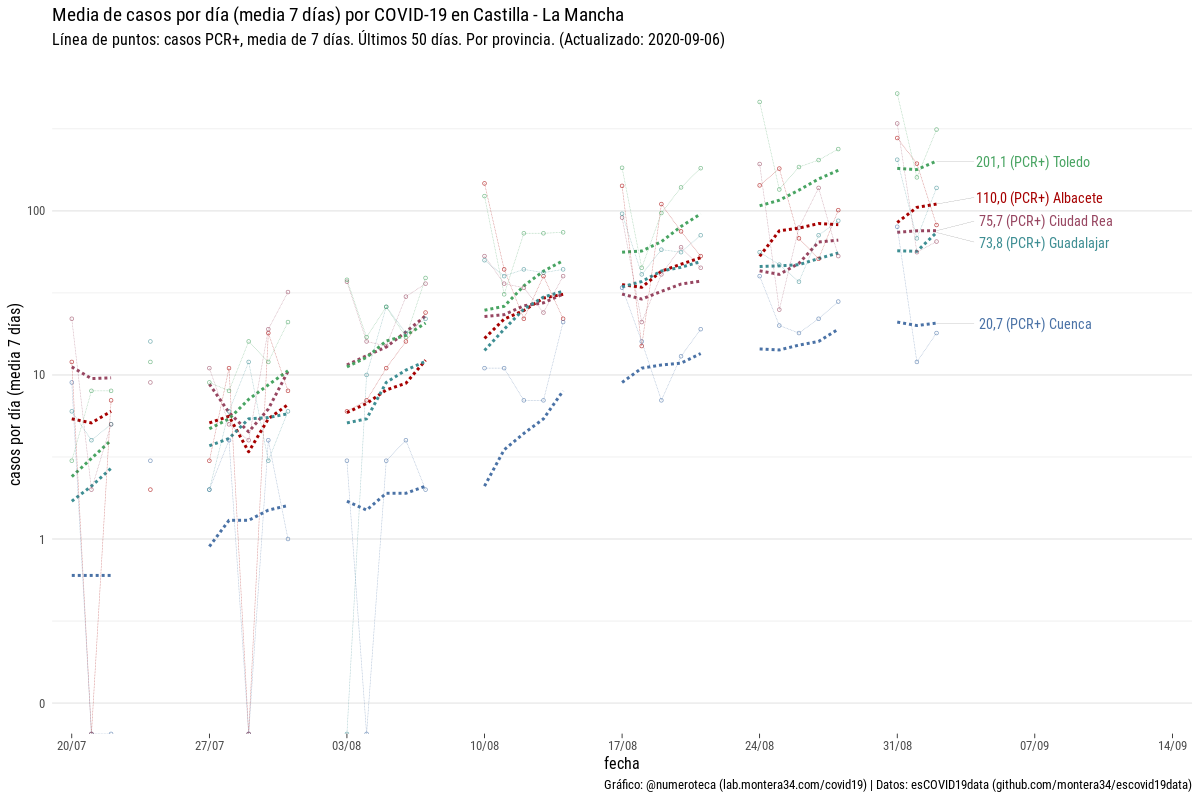 Media de casos por día (media 7 días) por COVID-19 en Castilla - La Mancha
Línea de puntos: casos PCR+, media de 7 días. Últimos 50 días. Por provincia. (Actualizado: 2020-09-06)
casos por día (media 7 días)
100
10
1
0
201,1 (PCR+) Toledo
110,0 (PCR+) Albacete
75,7 (PCR+) Ciudad Rea
73,8 (PCR+) Guadalajar
20,7 (PCR+) Cuenca
20/07 27/07 03/08 10/08 17/08 24/08 31/08 07/09 14/09
fecha
Gráfico: @numeroteca (lab.montera34.com/covid19) | Datos: esCOVID19data (github.com/montera34/escovid19data)